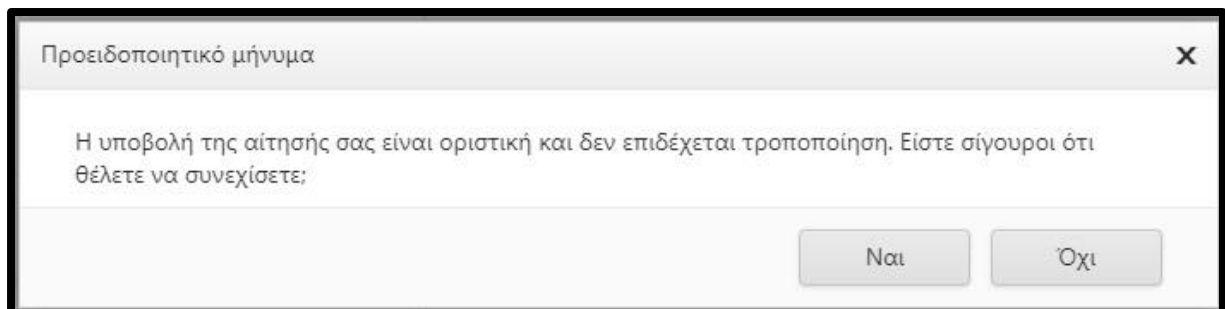 Προειδοποιητικό μήνυμα
x
Η υποβολή της αίτησής σας είναι οριστική και δεν επιδέχεται τροποποίηση. Είστε σίγουροι ότι
θέλετε να συνεχίσετε;
Ναι Όχι